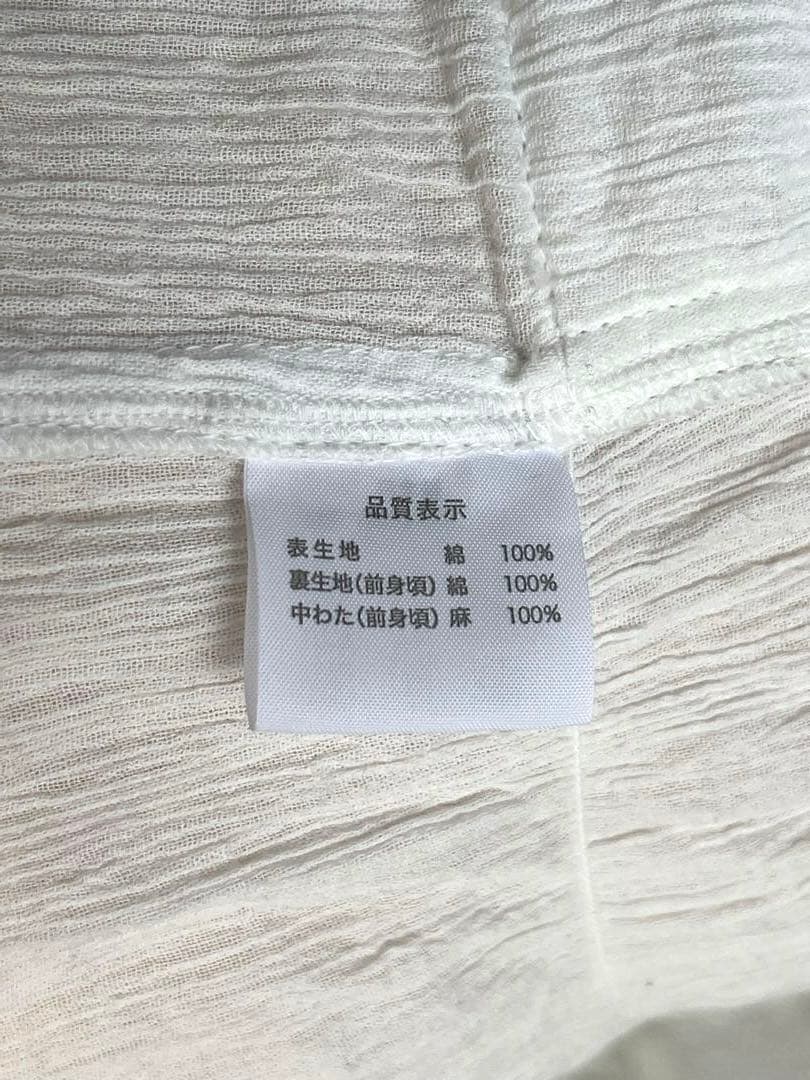 品質表示
表生地 綿 100%
裏生地(前身頃) 綿 100%
中わた(前身頃) 麻 100%